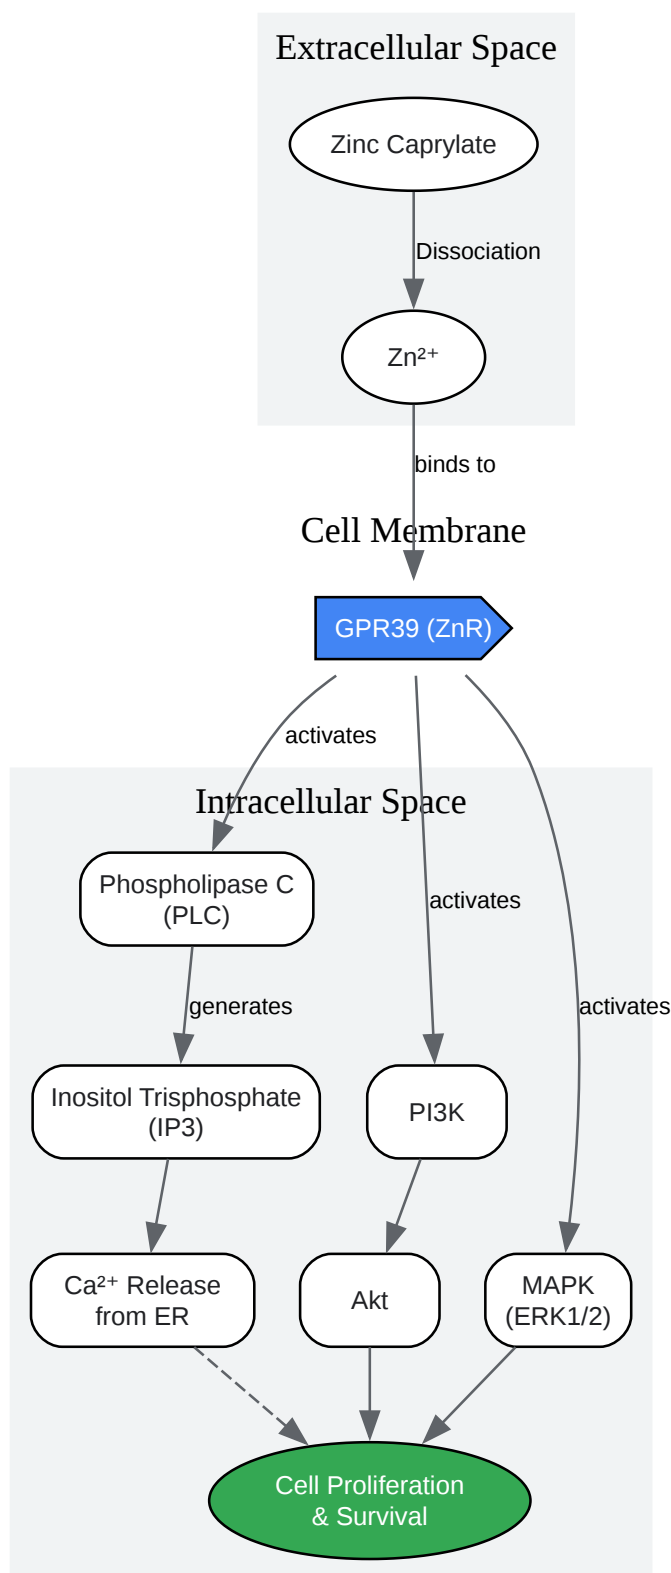 Extracellular Space
Zinc Caprylate
Dissociation
Zn²⁺
binds to
Cell Membrane
GPR39 (ZnR)
activates
Intracellular Space
Phospholipase C
(PLC)
activates
generates
activates
Inositol Trisphosphate
(IP3)
PI3K
Ca²⁺ Release
from ER
Akt
MAPK
(ERK1/2)
Cell Proliferation
& Survival